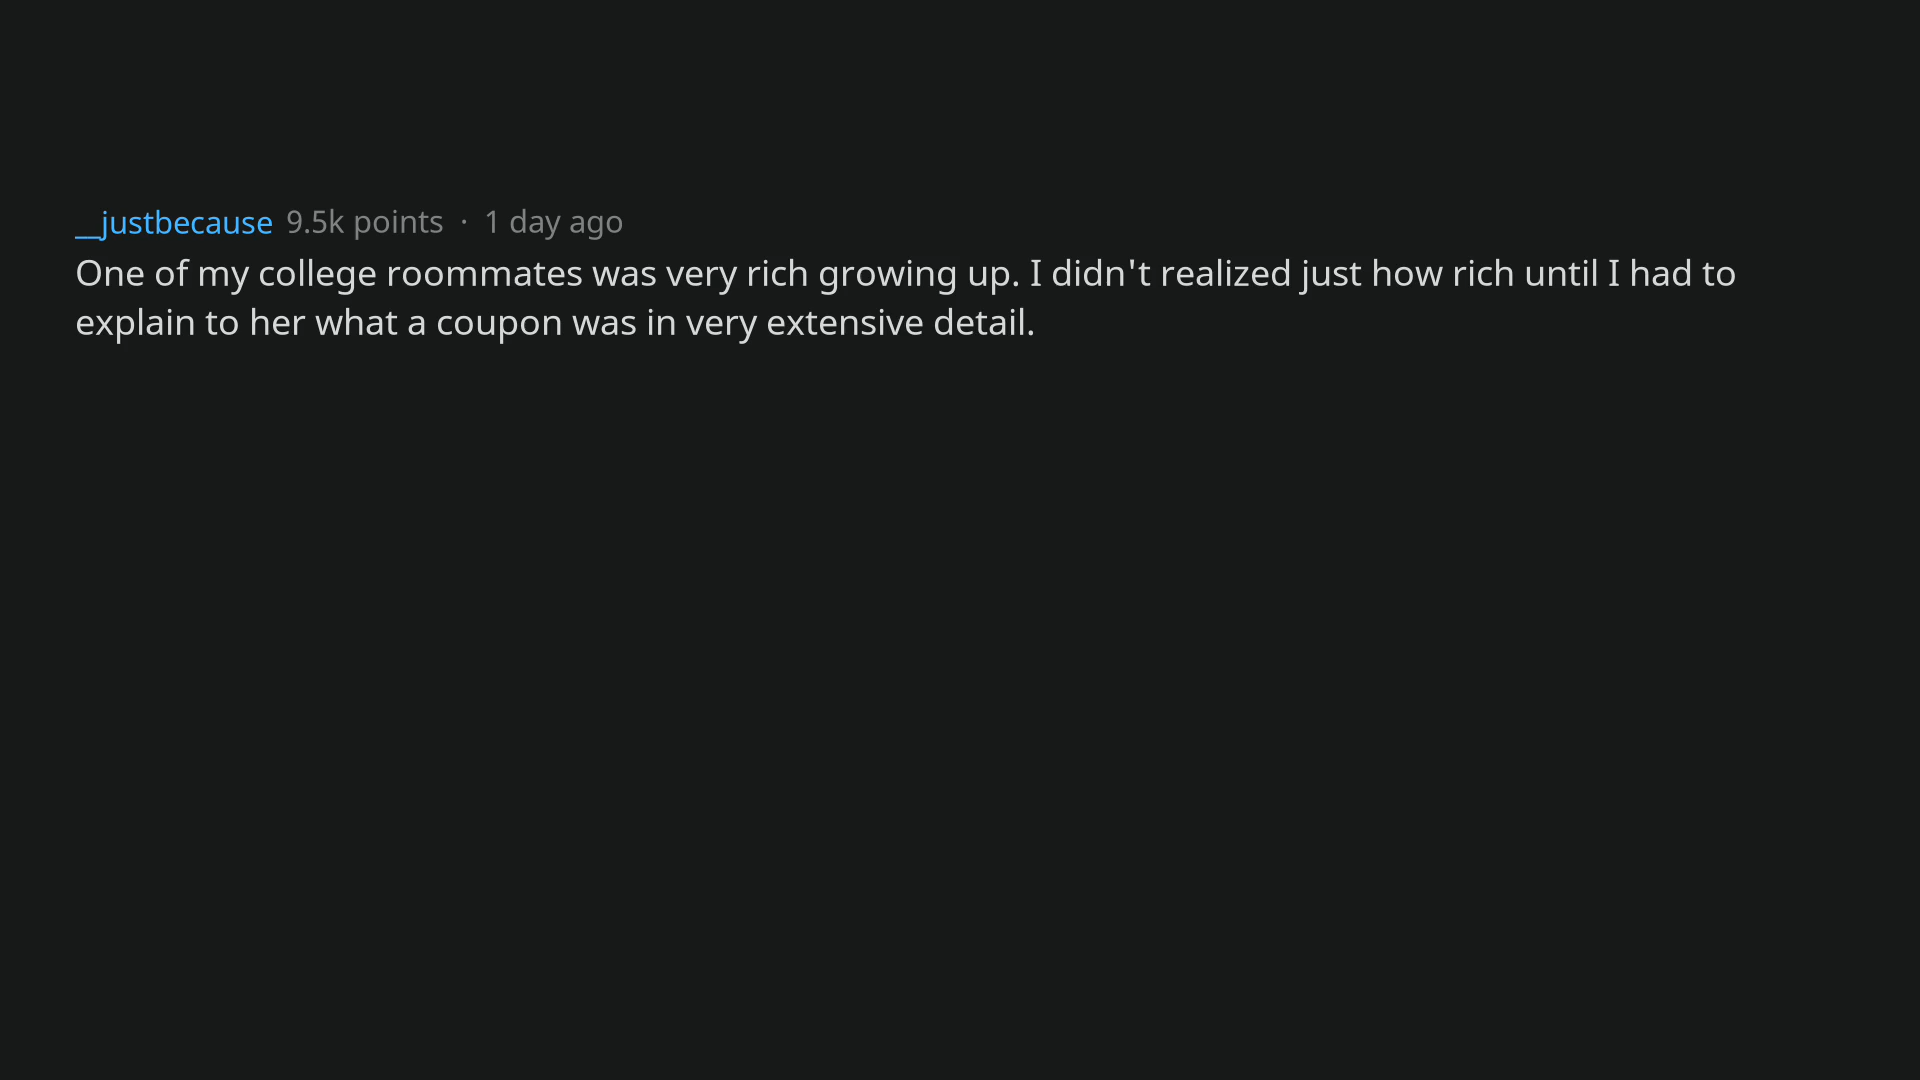 __justbecause 9.5k points · 1 day ago
One of my college roommates was very rich growing up. I didn't realized just how rich until I had to
explain to her what a coupon was in very extensive detail.